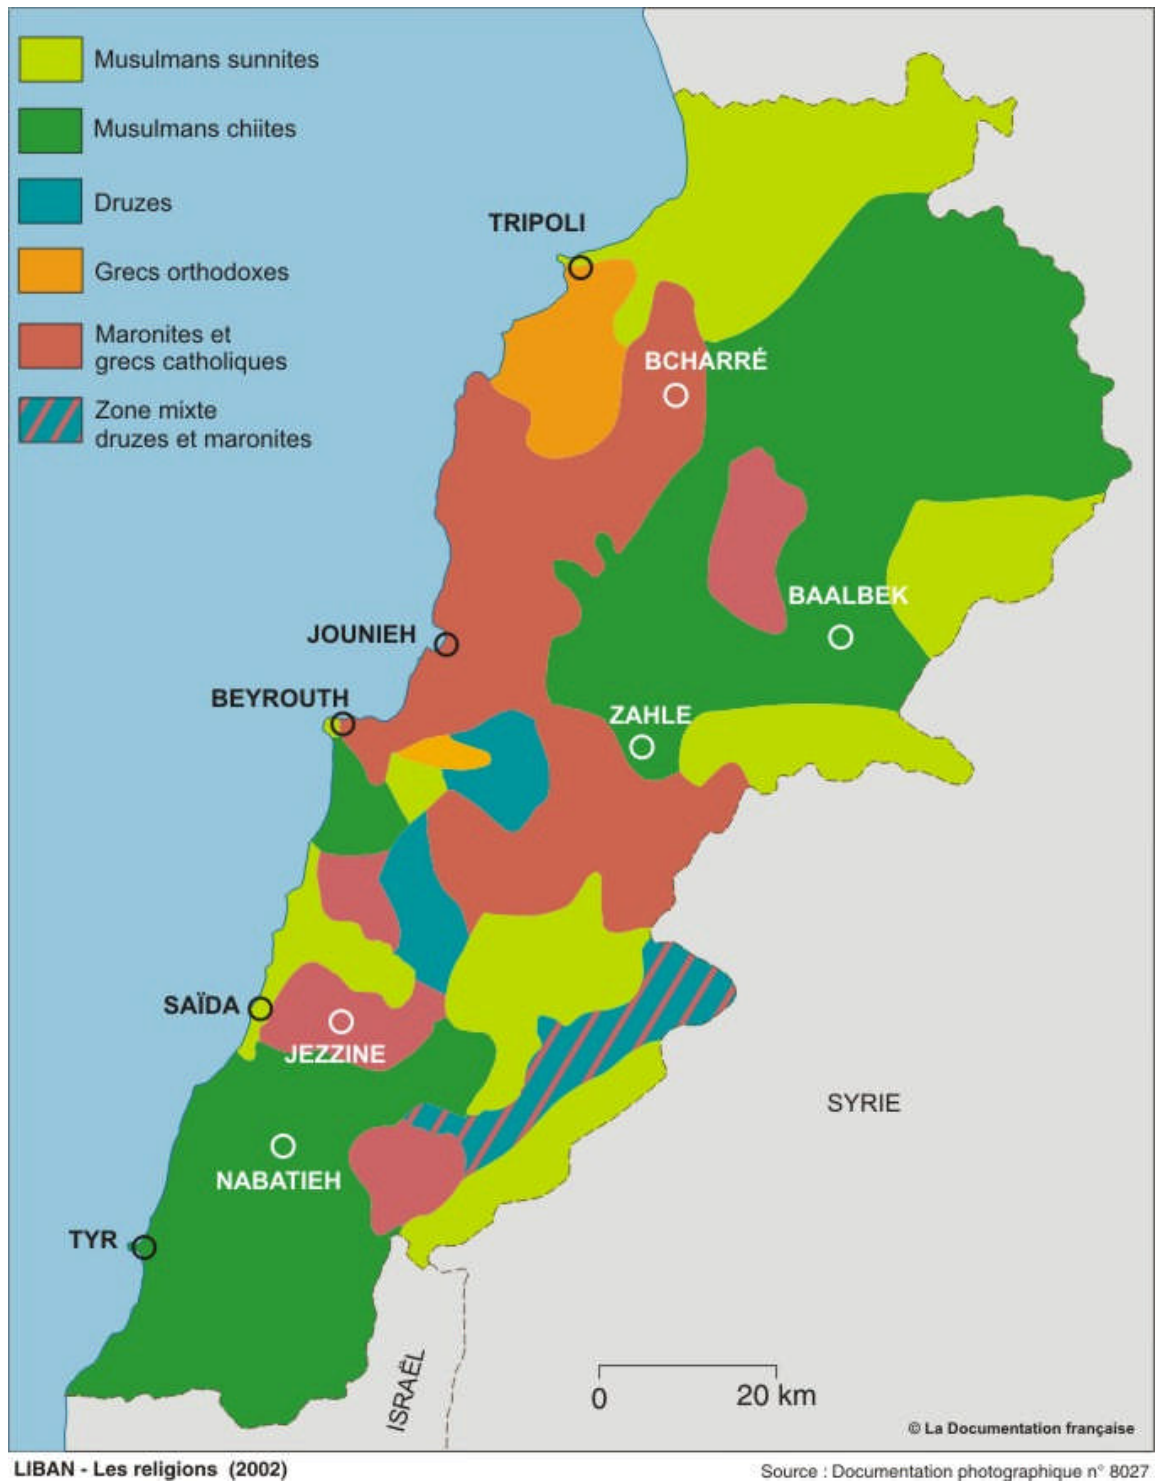 Musulmans sunnites
Musulmans chiites
Druzes
Grecs orthodoxes
Maronites et
grecs catholiques
Zone mixte
druzes et maronites
TRIPOLI
BCHARRÉ
BAALBEK
JOUNIEH
BEYROUTH
ZAHLE
SAÏDA
JEZZINE
SYRIE
NABATIEH
TYR
ISRAËL
0 20 km
© La Documentation française
LIBAN - Les religions (2002)
Source : Documentation photographique n° 8027